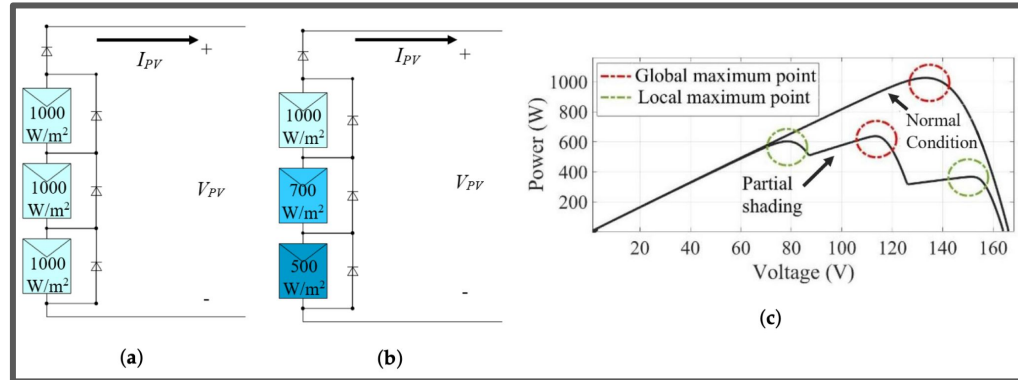 I_PV
+
1000
W/m²
1000
W/m²
1000
W/m²
V_PV
-
(a)
I_PV
+
1000
W/m²
700
W/m²
500
W/m²
V_PV
-
(b)
Global maximum point
Local maximum point
Normal
Condition
Partial
shading
Power (W)
1000
800
600
400
200
20
40
60
80
100
120
140
160
Voltage (V)
(c)